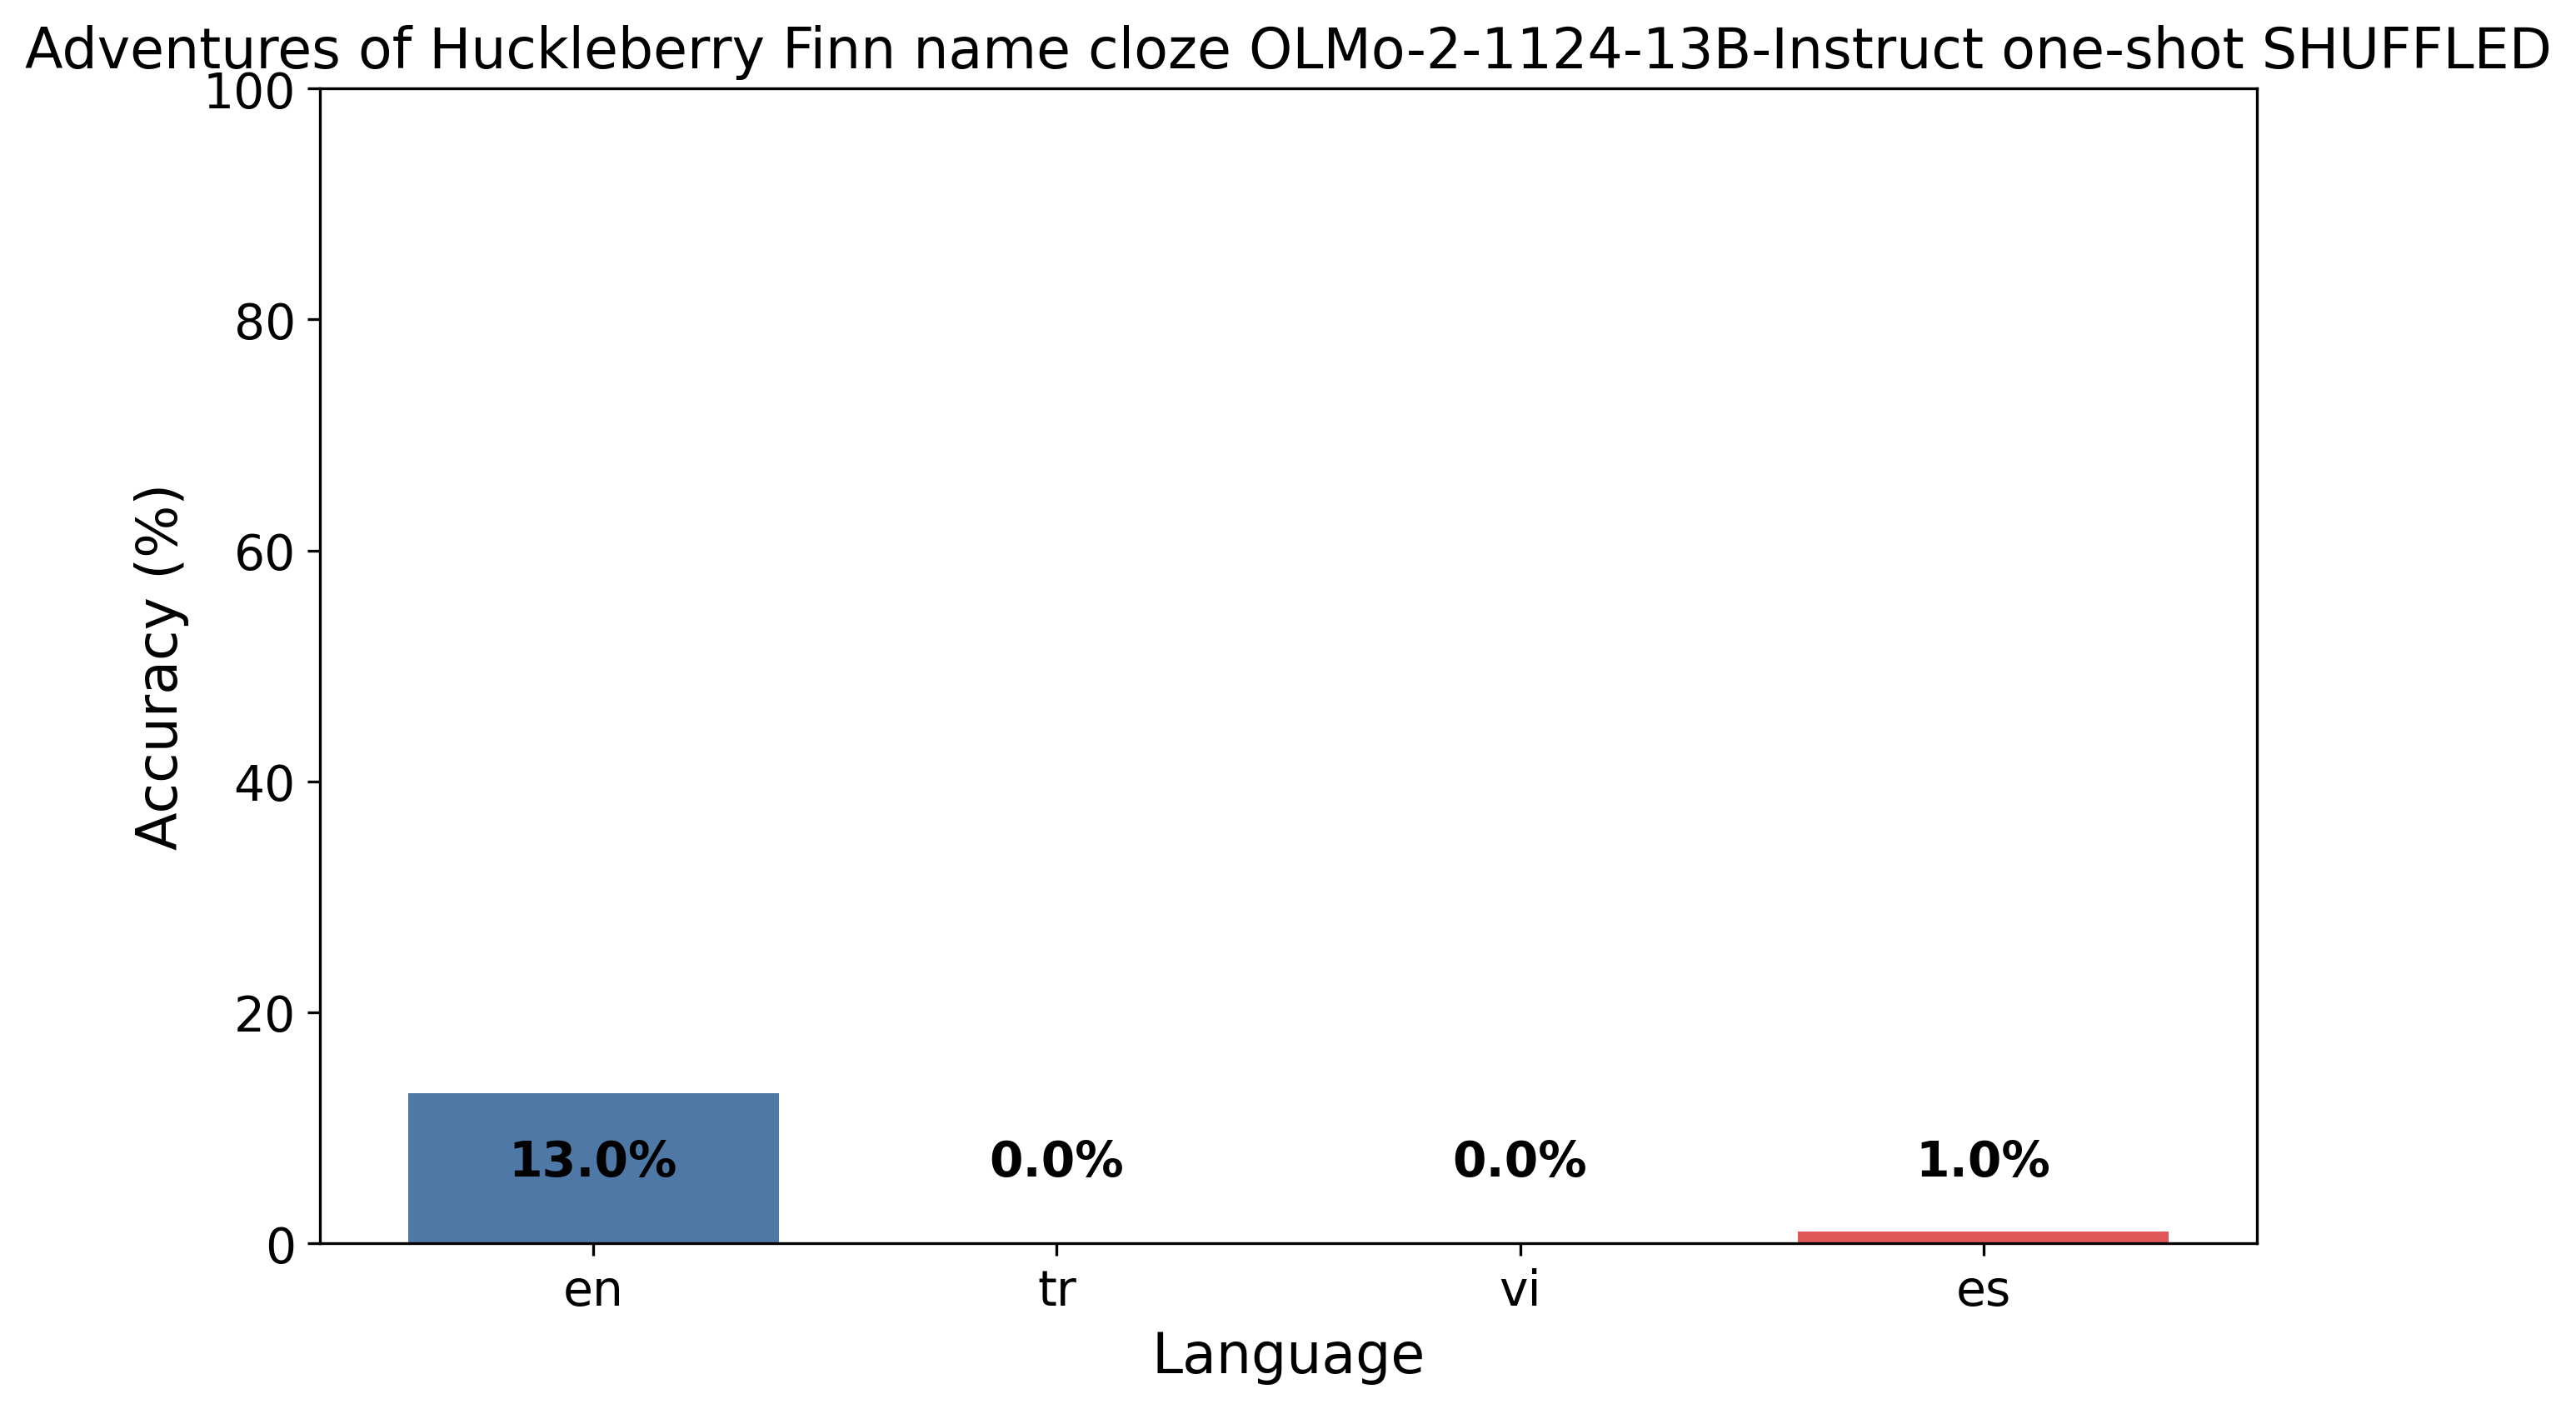 Adventures of Huckleberry Finn name cloze OLMo-2-1124-13B-Instruct one-shot SHUFFLED
100
80
60
40
20
0
Accuracy (%)
13.0%
0.0%
0.0%
1.0%
en
tr
vi
es
Language